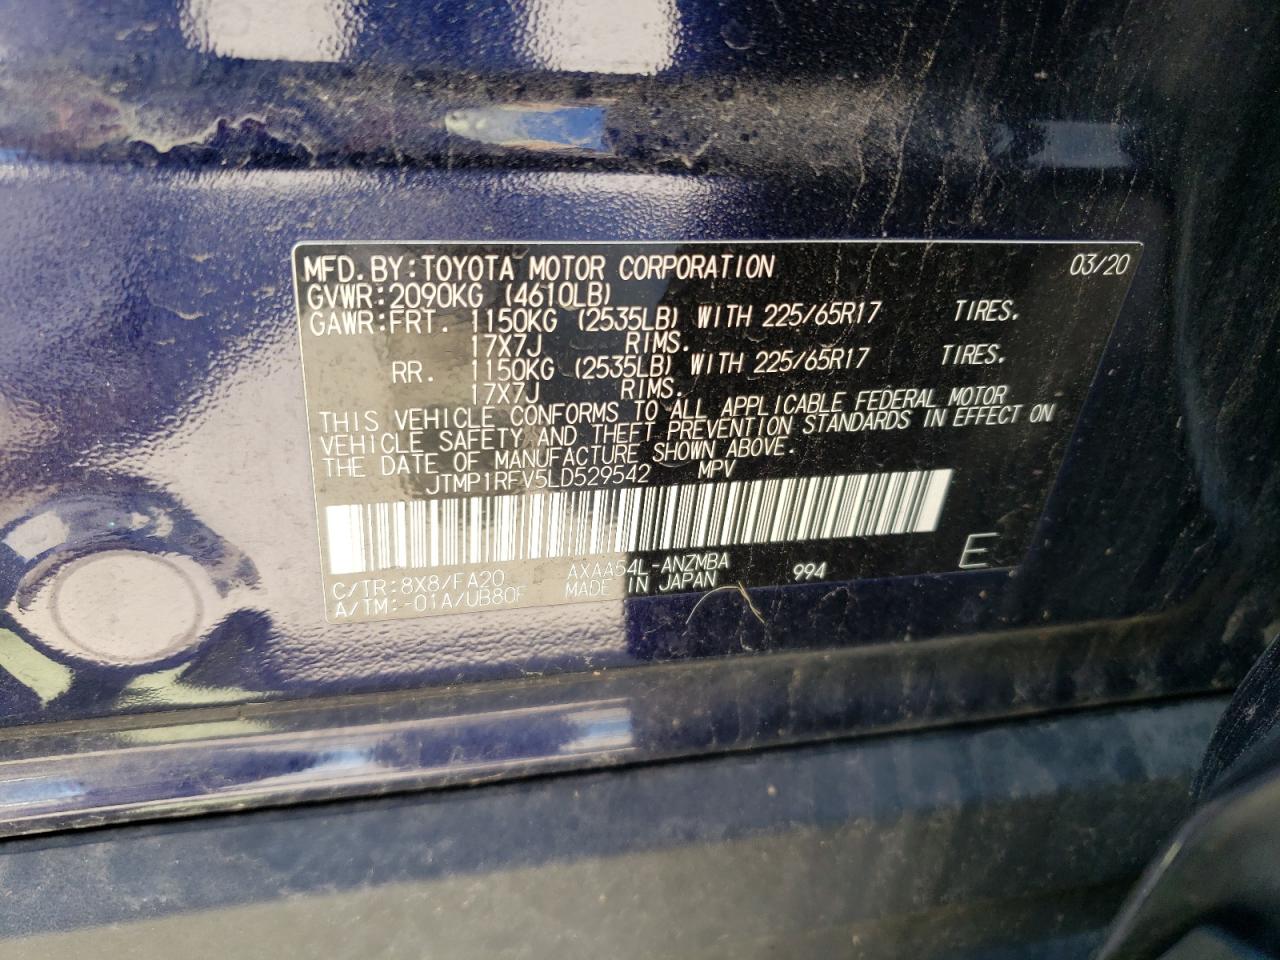 MFD. BY: TOYOTA MOTOR CORPORATION 03/20
GVWR: 2090KG (4610LB)
GAWR: FRT. 1150KG (2535LB) WITH 225/65R17 TIRES.
17X7J RIMS.
RR. 1150KG (2535LB) WITH 225/65R17 TIRES.
17X7J RIMS.
THIS VEHICLE CONFORMS TO ALL APPLICABLE FEDERAL MOTOR
VEHICLE SAFETY AND THEFT PREVENTION STANDARDS IN EFFECT ON
THE DATE OF MANUFACTURE SHOWN ABOVE.
JTMP1RFV5LD529542 MPV
C/TR: 8X8/FA20 AXAA54L-ANZMBA 994 E
A/TM: -01A/UB80F MADE IN JAPAN